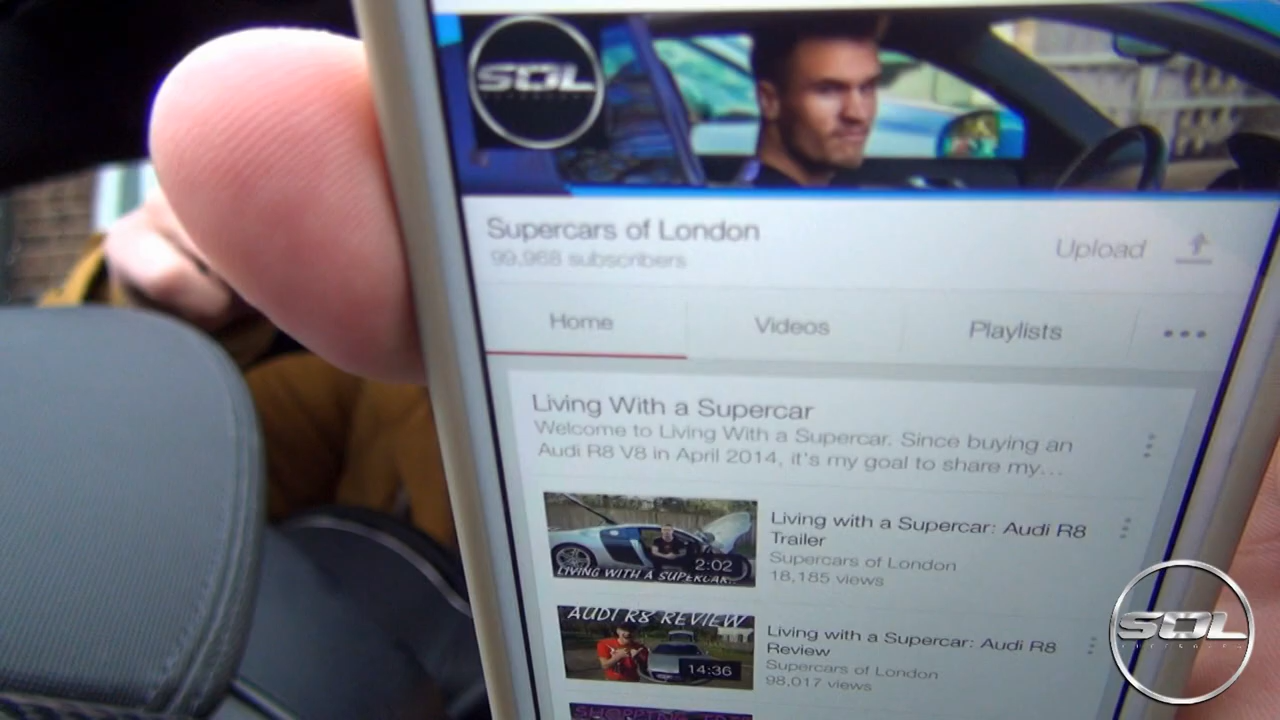 SOL
Supercars of London
99,968 subscribers
Upload
Home
Videos
Playlists
Living With a Supercar
Welcome to Living With a Supercar. Since buying an
Audi R8 V8 in April 2014, it's my goal to share my...
2:02
LIVING WITH A SUPERCAR..
Living with a Supercar: Audi R8
Trailer
Supercars of London
18,185 views
AUDI R8 REVIEW
14:36
Living with a Supercar: Audi R8
Review
Supercars of London
98,017 views
SHOPPING
SOL